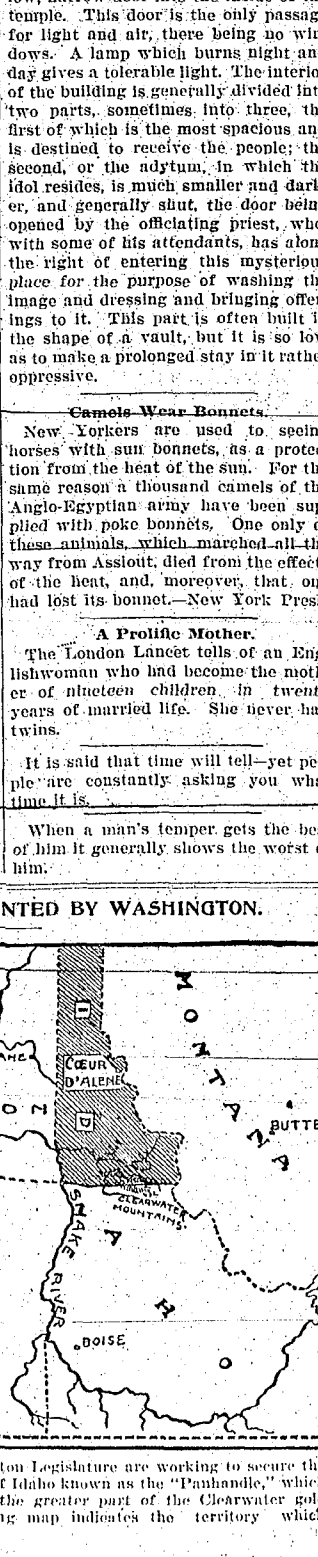 temple. This door is the only passag
for light and air, there being no win
dows. A lamp which burns night an
day gives a tolerable light. The interio
of the building is generally divided int
two parts, sometimes into three, th
first of which is the most spacious an
is destined to receive the people; th
second, or the adytum, in which th
idol resides, is much smaller and dark
er, and generally shut, the door bein
opened by the officiating priest, who
with some of his attendants, has alon
the right of entering this mysteriou
place for the purpose of washing th
image and dressing and bringing offer
ings to it. This part is often built i
the shape of a vault, but it is so lo
as to make a prolonged stay in it rathe
oppressive.
Camels Wear Bonnets.
New Yorkers are used to seein
horses with sun bonnets, as a protec
tion from the heat of the sun. For th
same reason a thousand camels of th
Anglo-Egyptian army have been sup
plied with poke bonnets. One only o
these animals, which marched all th
way from Assiout, died from the effect
of the heat, and, moreover, that on
had lost its bonnet.—New York Pres
A Prolific Mother.
The London Lancet tells of an Eng
lishwoman who had become the moth
er of nineteen children in twent
years of married life. She never ha
twins.
It is said that time will tell—yet peo
ple are constantly asking you wha
time it is.
When a man's temper gets the be
of him it generally shows the worst o
him.
NTED BY WASHINGTON.
MONTANA
I
CŒUR
D'ALENE
D
BUTTE
CLEARWATER
MOUNTAINS
SNAKE RIVER
A
H
O
BOISE
ton Legislature are working to secure th
f Idaho known as the "Panhandle," whic
the greater part of the Clearwater gol
ng map indicates the territory whic